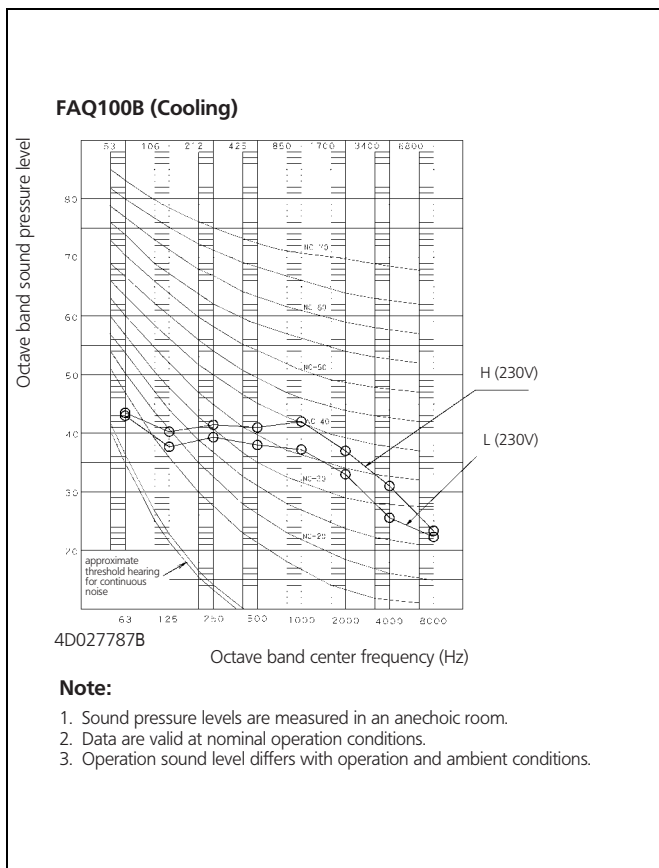 FAQ100B (Cooling)
Octave band sound pressure level
63 106 212 425 850 1700 3400 6800
80
70
60
50
40
30
20
NC-70
NC-60
NC-50
NC-40
NC-30
NC-20
H (230V)
L (230V)
approximate
threshold hearing
for continuous
noise
63 125 250 500 1000 2000 4000 8000
4D027787B
Octave band center frequency (Hz)
Note:
1. Sound pressure levels are measured in an anechoic room.
2. Data are valid at nominal operation conditions.
3. Operation sound level differs with operation and ambient conditions.